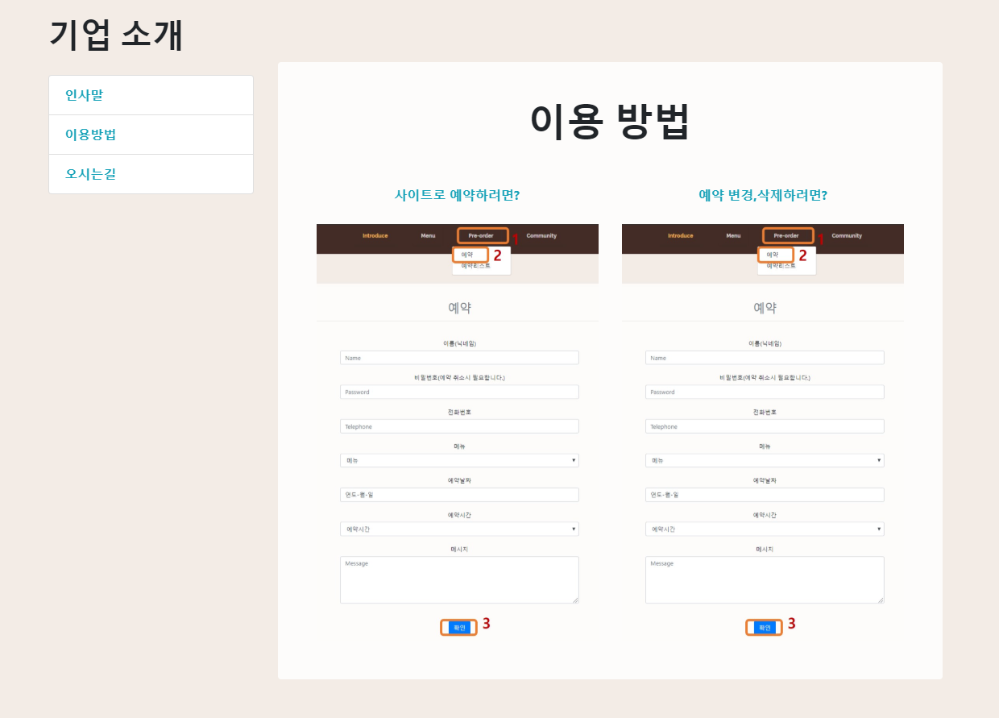 기업 소개
인사말
이용방법
오시는길
이용 방법
사이트로 예약하려면?
Introduce Menu Pre-order 1 Community
예약 2
예약리스트
예약
이름(닉네임)
Name
비밀번호(예약 취소시 필요합니다.)
Password
전화번호
Telephone
메뉴
메뉴
예약날짜
연도-월-일
예약시간
예약시간
메시지
Message
확인 3
예약 변경,삭제하려면?
Introduce Menu Pre-order 1 Community
예약 2
예약리스트
예약
이름(닉네임)
Name
비밀번호(예약 취소시 필요합니다.)
Password
전화번호
Telephone
메뉴
메뉴
예약날짜
연도-월-일
예약시간
예약시간
메시지
Message
확인 3